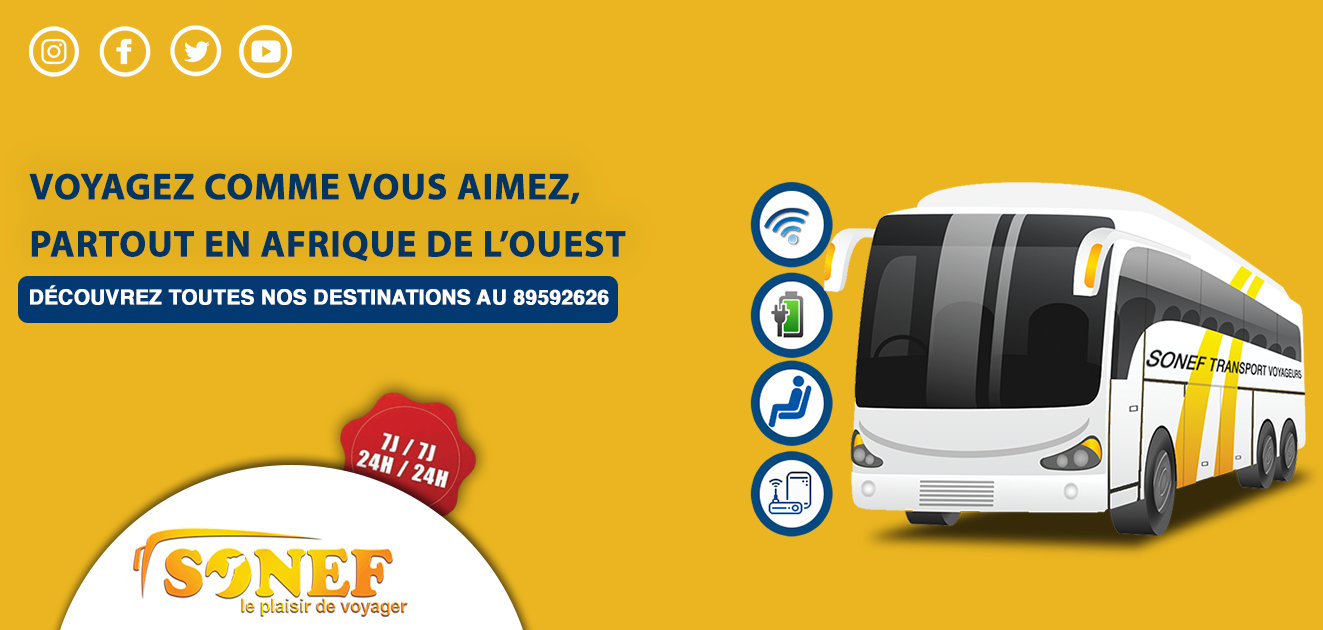 VOYAGEZ COMME VOUS AIMEZ,
PARTOUT EN AFRIQUE DE L’OUEST
DÉCOUVREZ TOUTES NOS DESTINATIONS AU 89592626
SONEF TRANSPORT VOYAGEURS
7J / 7J
24H / 24H
SONEF
le plaisir de voyager